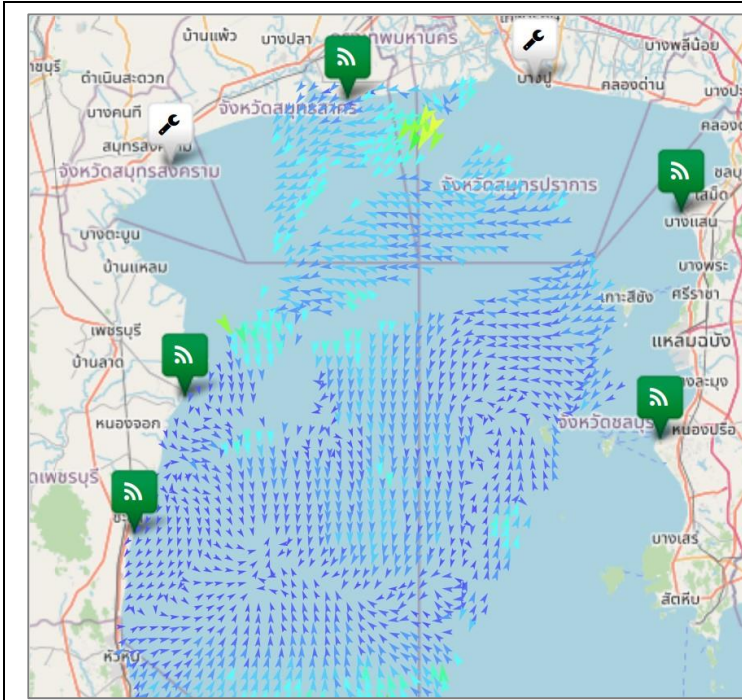 บ้านแพ้ว
บางปลา
กรุงเทพมหานคร
บางพลีน้อย
ดำเนินสะดวก
บางปู
คลองด่าน
บางคนที
จังหวัดสมุทรสาคร
จังหวัดสมุทรสงคราม
จังหวัดสมุทรปราการ
เสม็ด
บางแสน
บางตะบูน
บ้านแหลม
บางพระ
เกาะสีชัง
ศรีราชา
เพชรบุรี
แหลมฉบัง
บ้านลาด
หนองจอก
จังหวัดชลบุรี
หนองปรือ
บางเสร่
สัตหีบ
หัวหิน